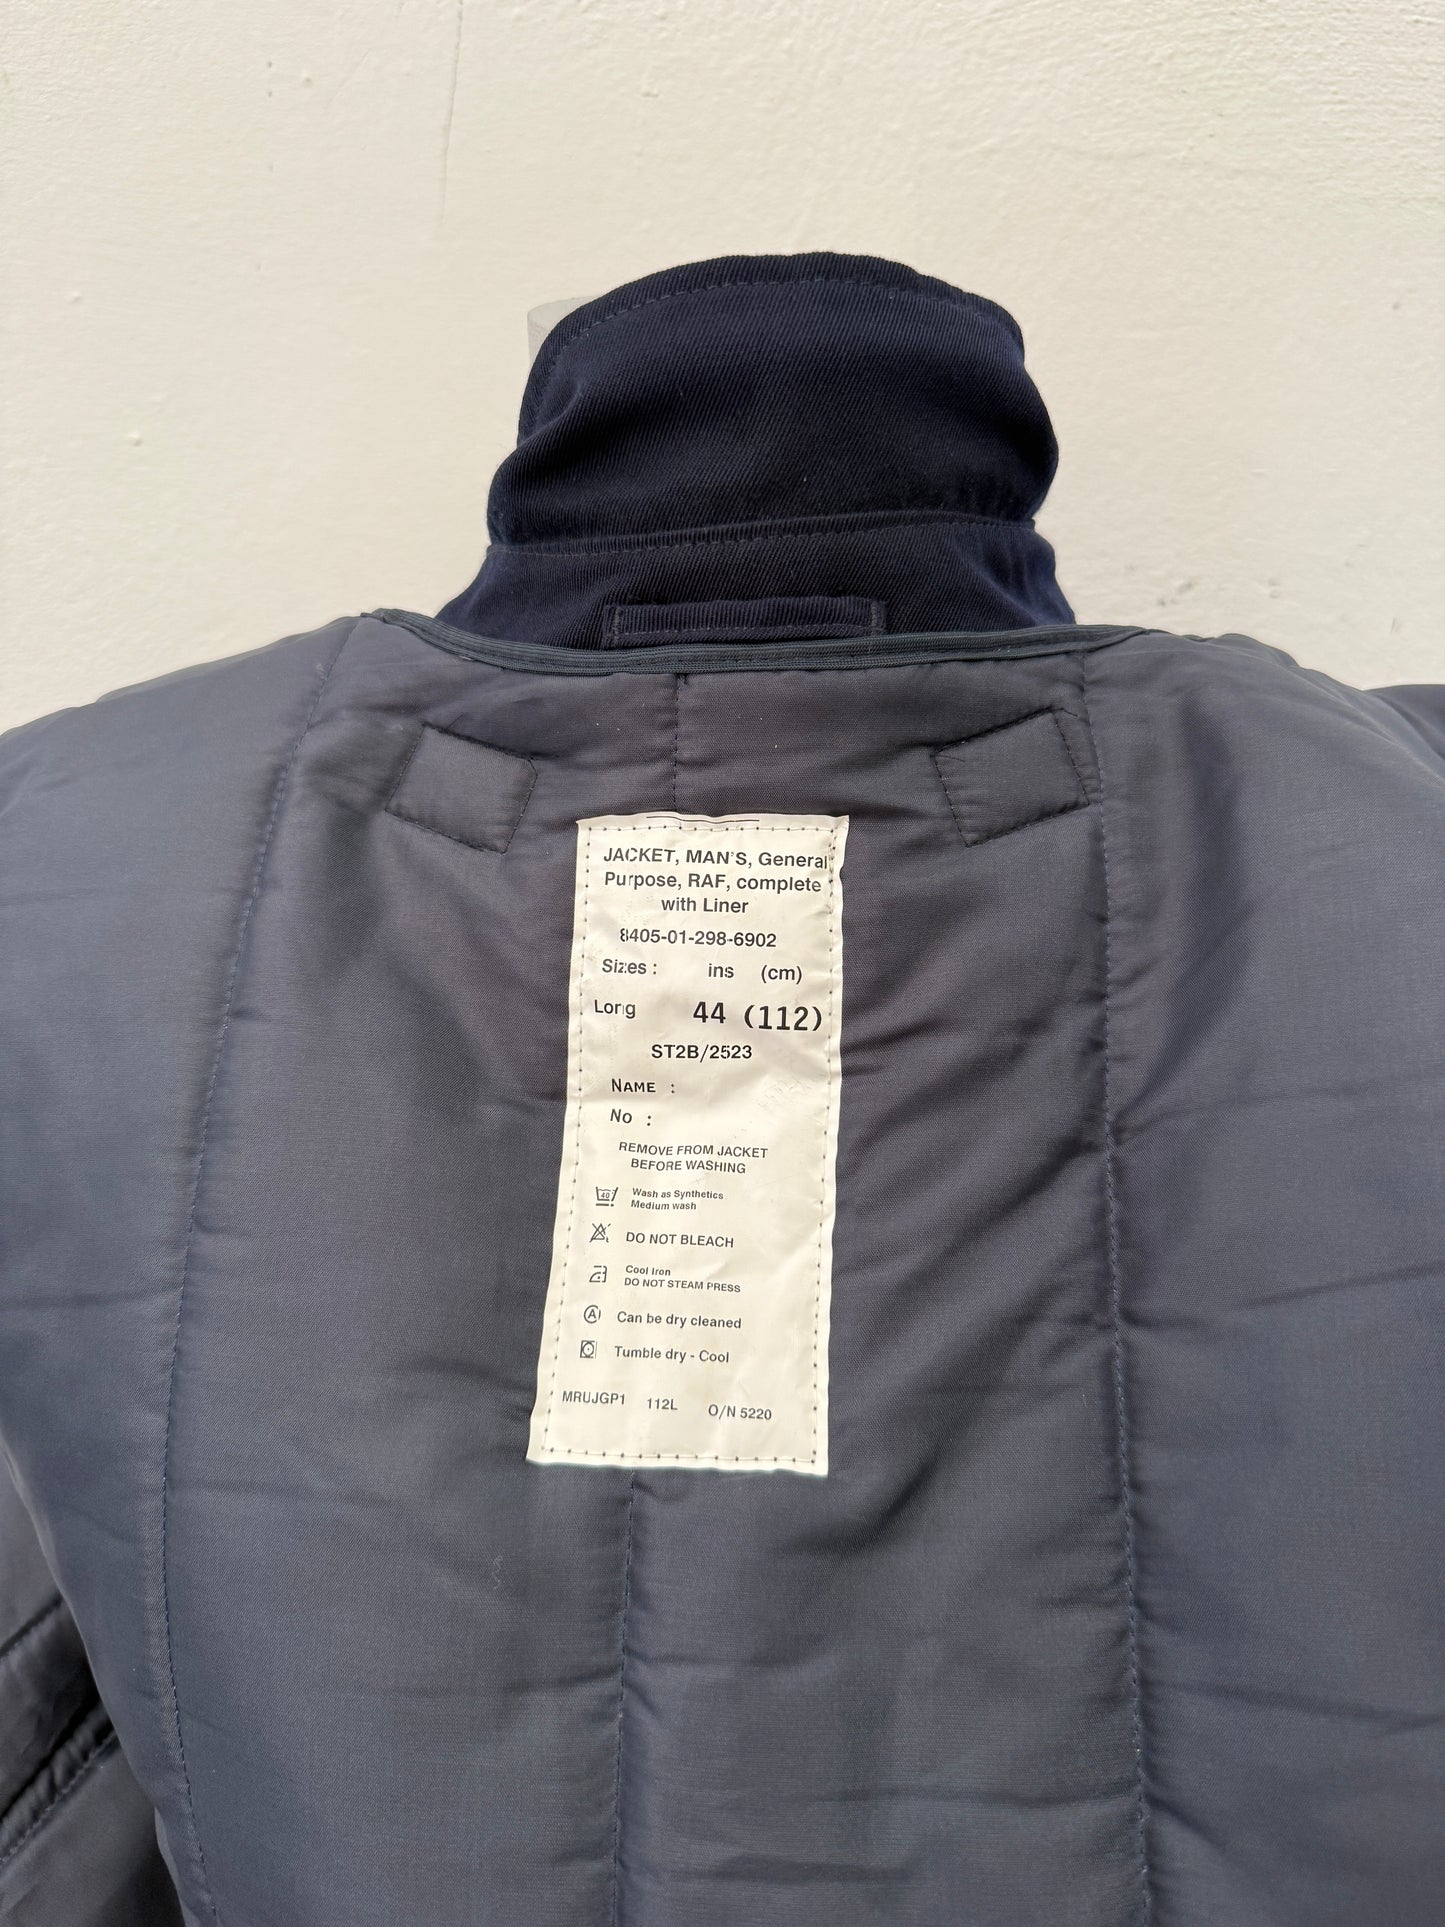 JACKET, MAN'S, General
Purpose, RAF, complete
with Liner
8405-01-298-6902
Sizes : ins (cm)
Long 44 (112)
ST2B/2523
NAME :
No :
REMOVE FROM JACKET
BEFORE WASHING
40 Wash as Synthetics
Medium wash
DO NOT BLEACH
Cool Iron
DO NOT STEAM PRESS
A Can be dry cleaned
Tumble dry - Cool
MRUJGP1 112L O/N 5220